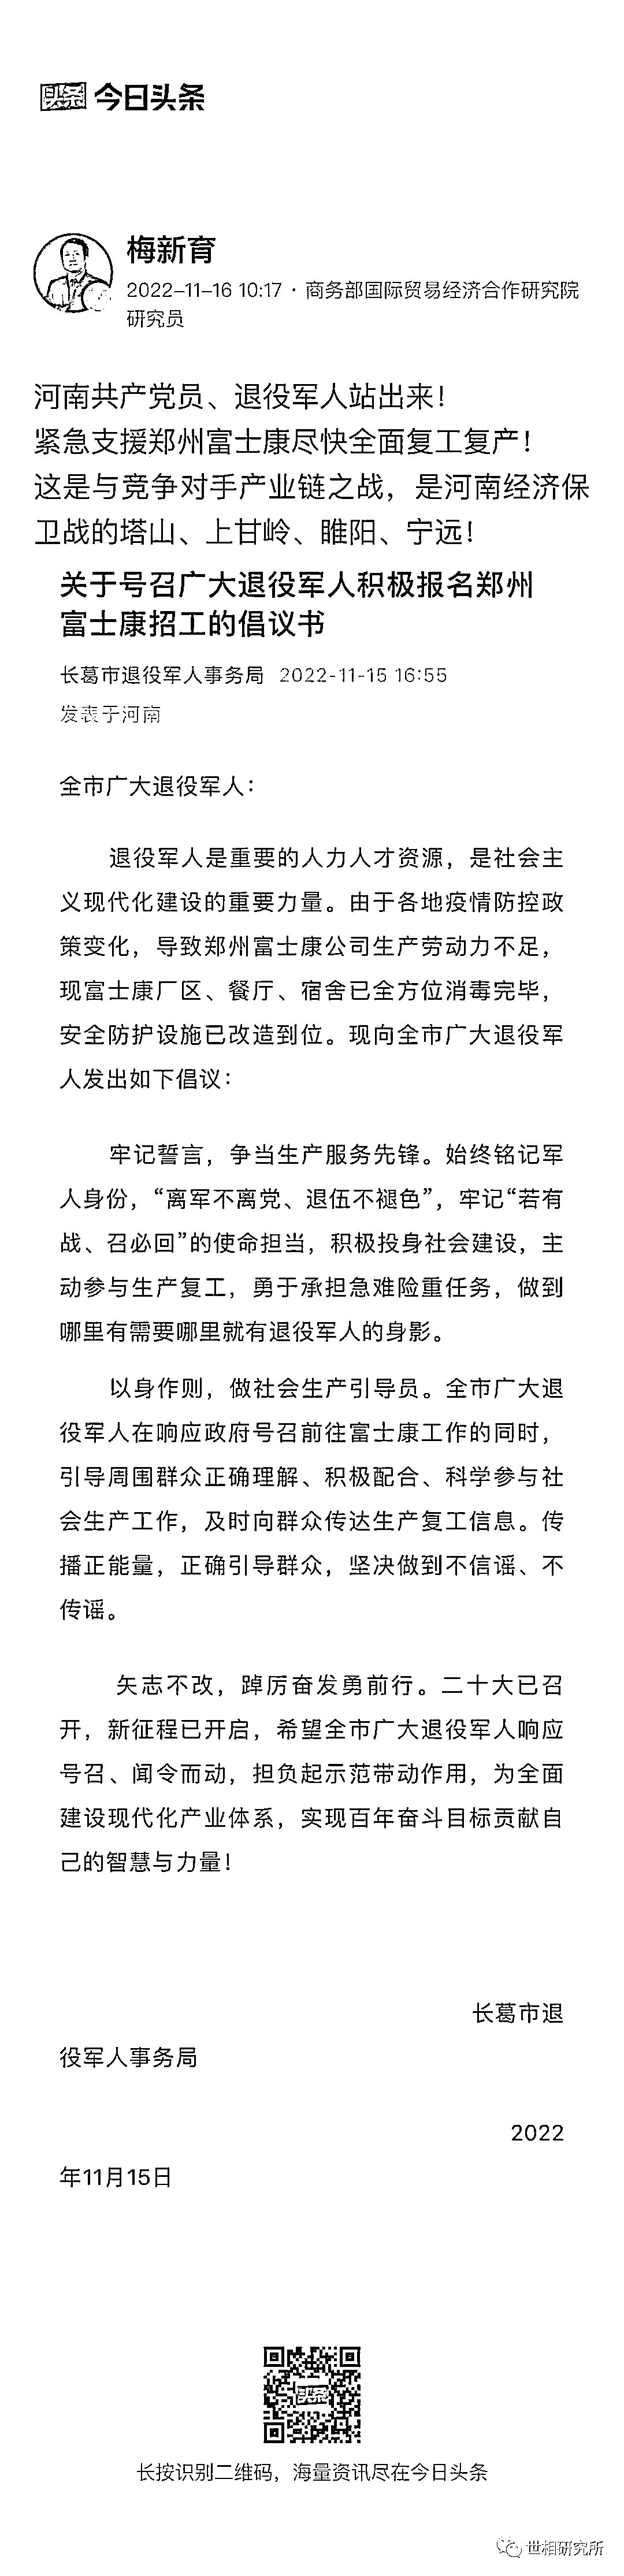 头条 今日头条
梅新育
2022-11-16 10:17 · 商务部国际贸易经济合作研究院
研究员
河南共产党员、退役军人站出来！
紧急支援郑州富士康尽快全面复工复产！
这是与竞争对手产业链之战，是河南经济保
卫战的塔山、上甘岭、睢阳、宁远！
关于号召广大退役军人积极报名郑州
富士康招工的倡议书
长葛市退役军人事务局 2022-11-15 16:55
发表于河南
全市广大退役军人：
退役军人是重要的人力人才资源，是社会主
义现代化建设的重要力量。由于各地疫情防控政
策变化，导致郑州富士康公司生产劳动力不足，
现富士康厂区、餐厅、宿舍已全方位消毒完毕，
安全防护设施已改造到位。现向全市广大退役军
人发出如下倡议：
牢记誓言，争当生产服务先锋。始终铭记军
人身份，“离军不离党、退伍不褪色”，牢记“若有
战、召必回”的使命担当，积极投身社会建设，主
动参与生产复工，勇于承担急难险重任务，做到
哪里有需要哪里就有退役军人的身影。
以身作则，做社会生产引导员。全市广大退
役军人在响应政府号召前往富士康工作的同时，
引导周围群众正确理解、积极配合、科学参与社
会生产工作，及时向群众传达生产复工信息。传
播正能量，正确引导群众，坚决做到不信谣、不
传谣。
矢志不改，踔厉奋发勇前行。二十大已召
开，新征程已开启，希望全市广大退役军人响应
号召、闻令而动，担负起示范带动作用，为全面
建设现代化产业体系，实现百年奋斗目标贡献自
己的智慧与力量！
长葛市退
役军人事务局
2022
年11月15日
头条
长按识别二维码，海量资讯尽在今日头条
世相研究所